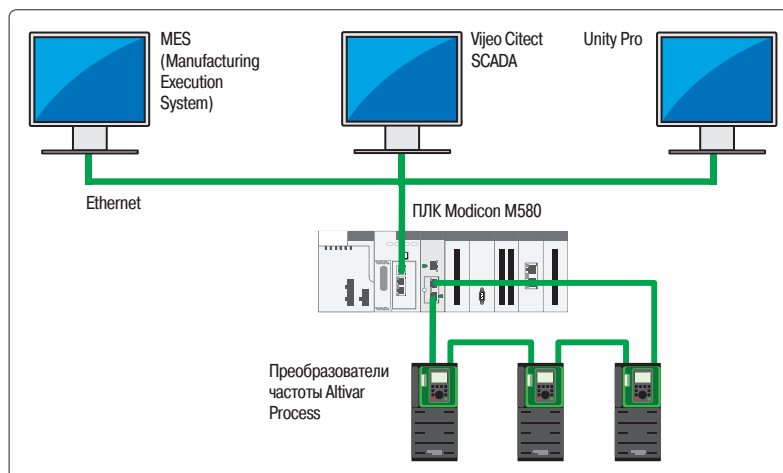 MES
(Manufacturing
Execution
System)
Vijeo Citect
SCADA
Unity Pro
Ethernet
ПЛК Modicon M580
Преобразователи
частоты Altivar
Process